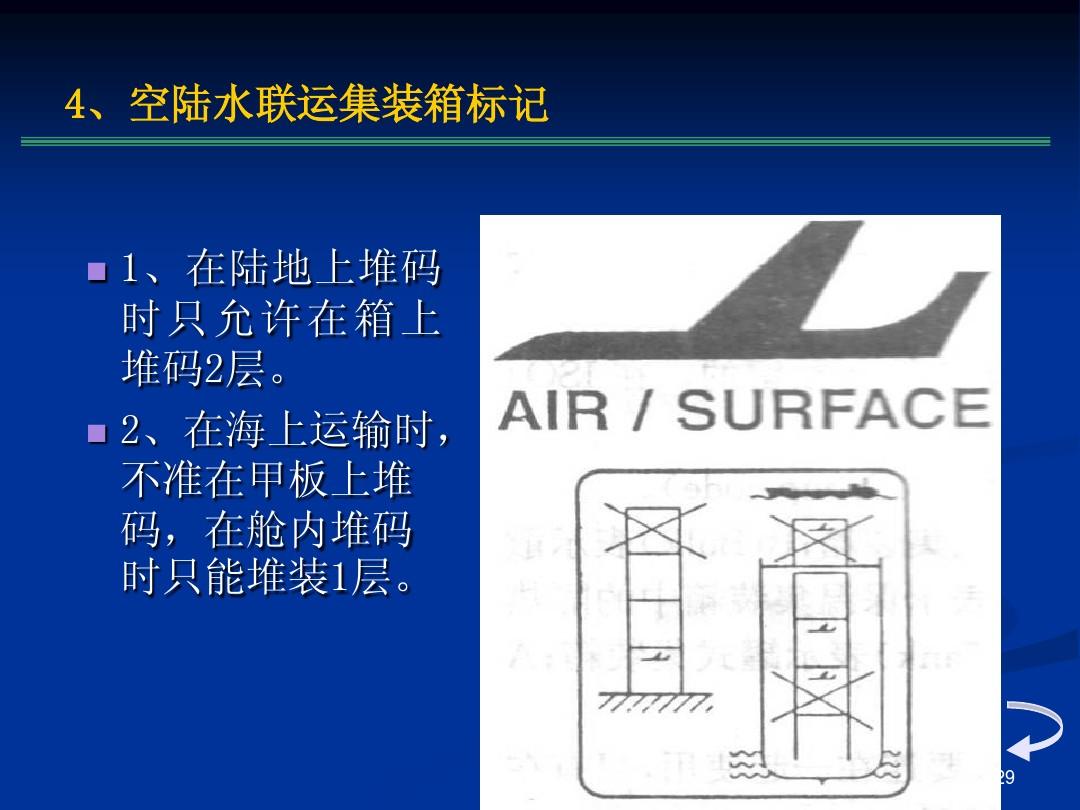 4、空陆水联运集装箱标记
1、在陆地上堆码
时只允许在箱上
堆码2层。
2、在海上运输时，
不准在甲板上堆
码，在舱内堆码
时只能堆装1层。
AIR / SURFACE
29